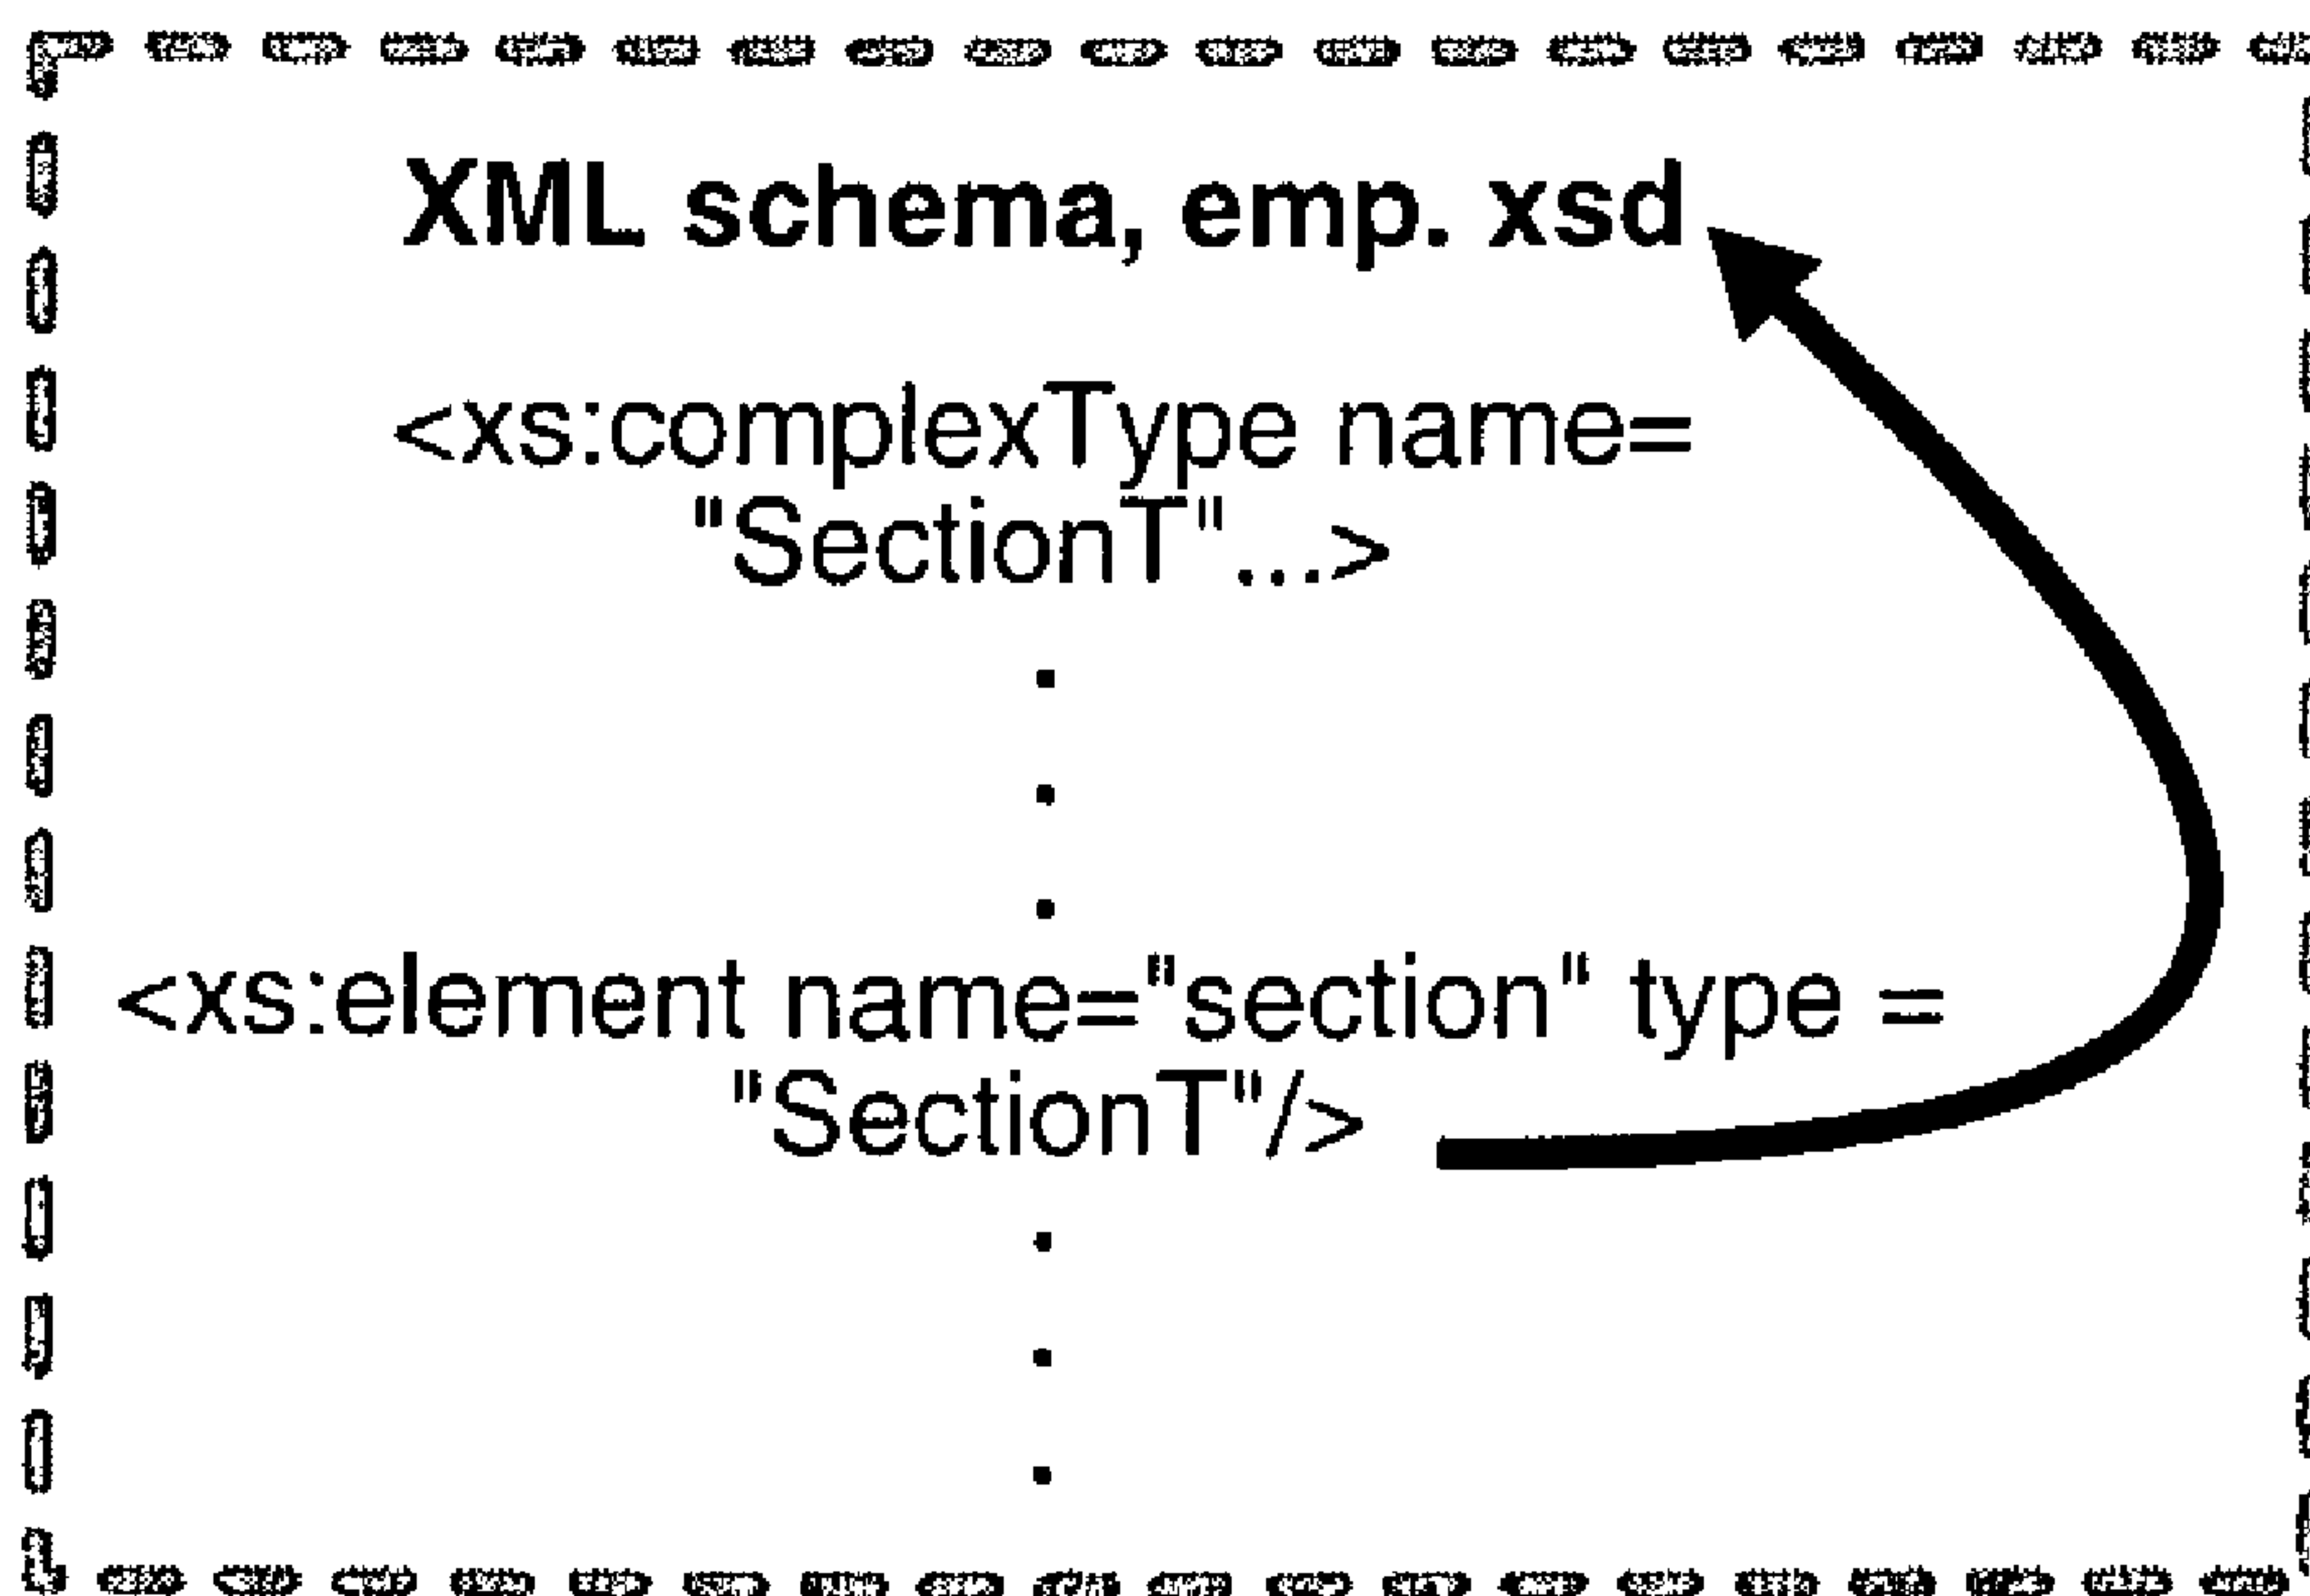 XML schema, emp. xsd
<xs:complexType name=
"SectionT"...>
.
.
.
<xs:element name="section" type =
"SectionT"/>
.
.
.